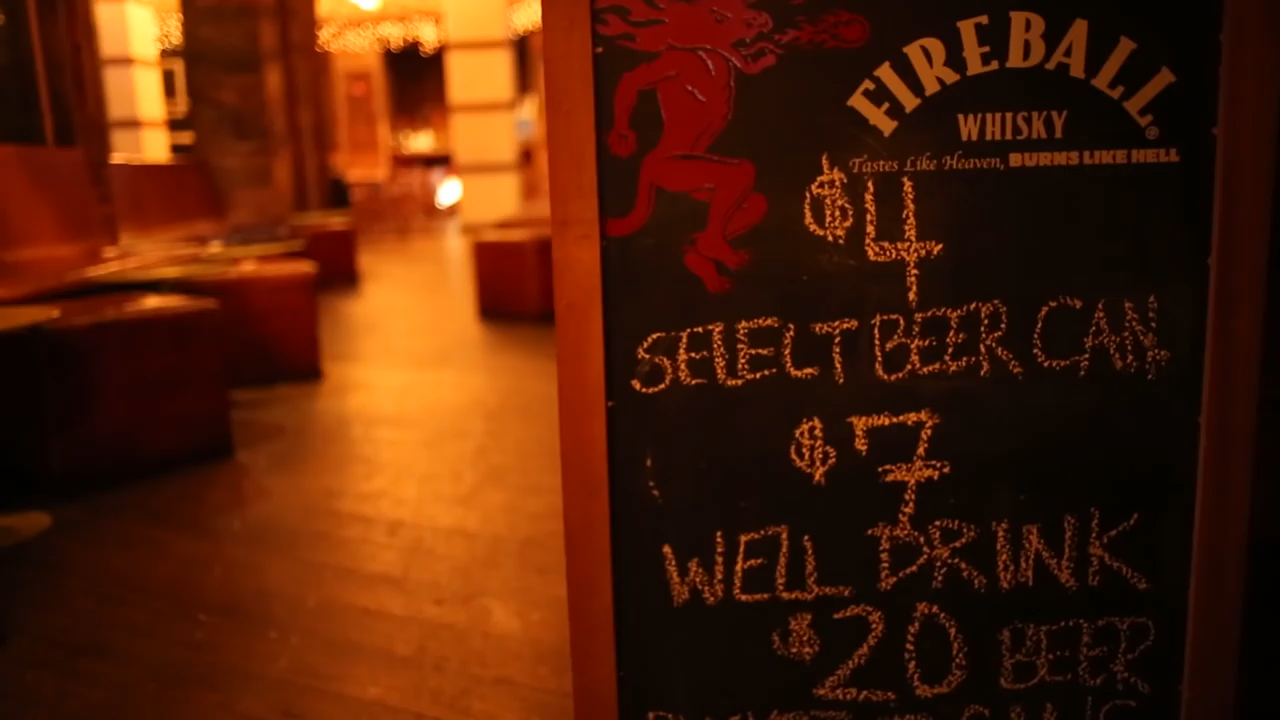 FIREBALL
WHISKY
Tastes Like Heaven, BURNS LIKE HELL
$4
SELELT BEER CAN
$7
WELL DRINK
$20 BEER